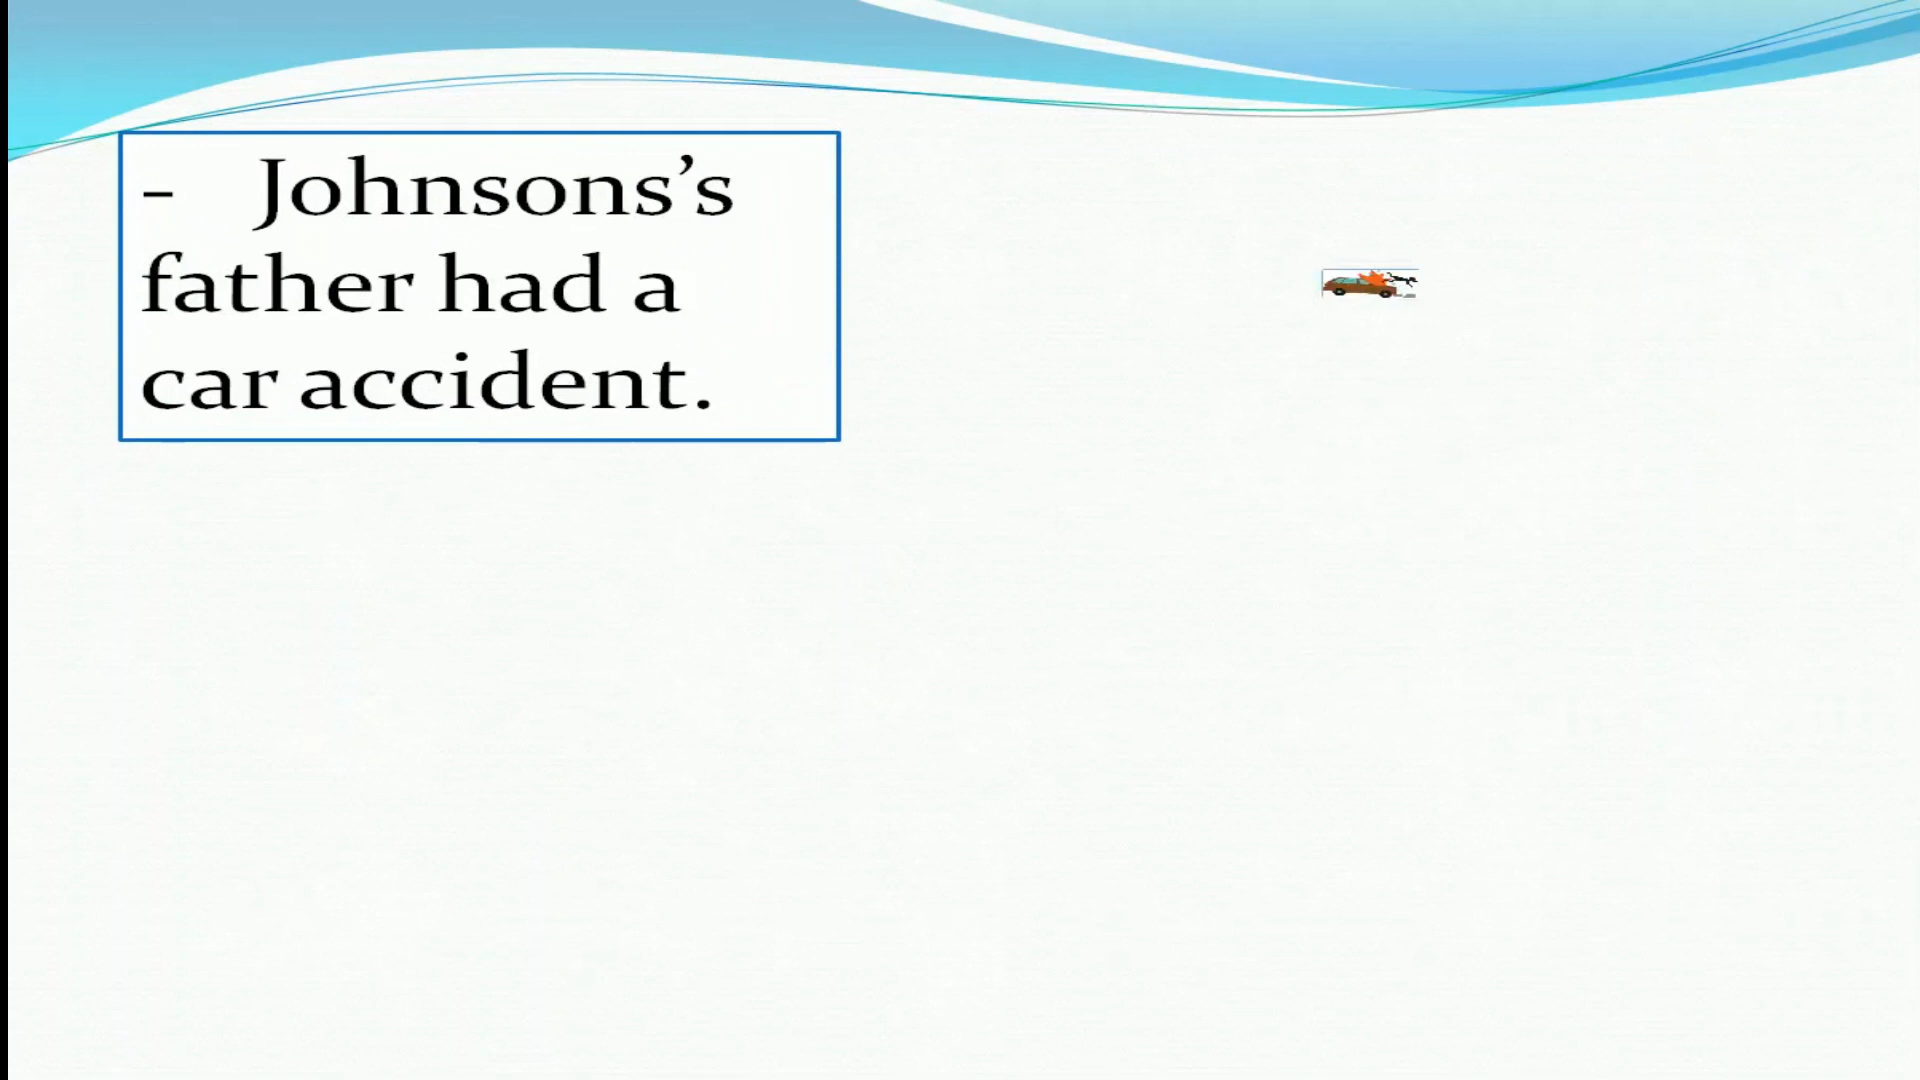 - Johnsons’s
father had a
car accident.